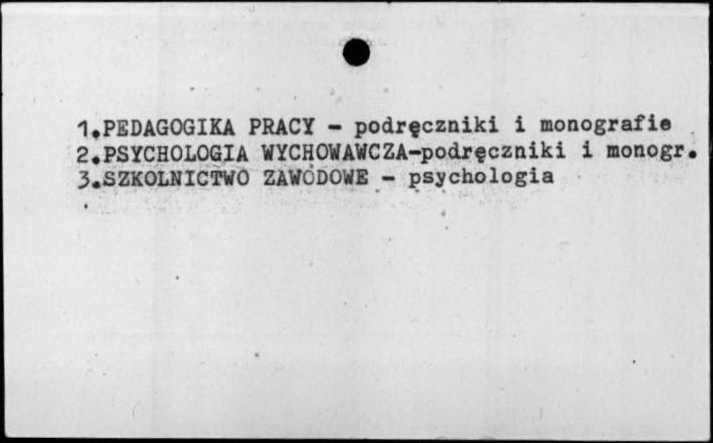 1.PEDAGOGIKA PRACY - podręczniki i monografie
2.PSYCHOLOGIA WYCHOWAWCZA-podręczniki i monogr.
3.SZKOLNICTWO ZAWODOWE - psychologia